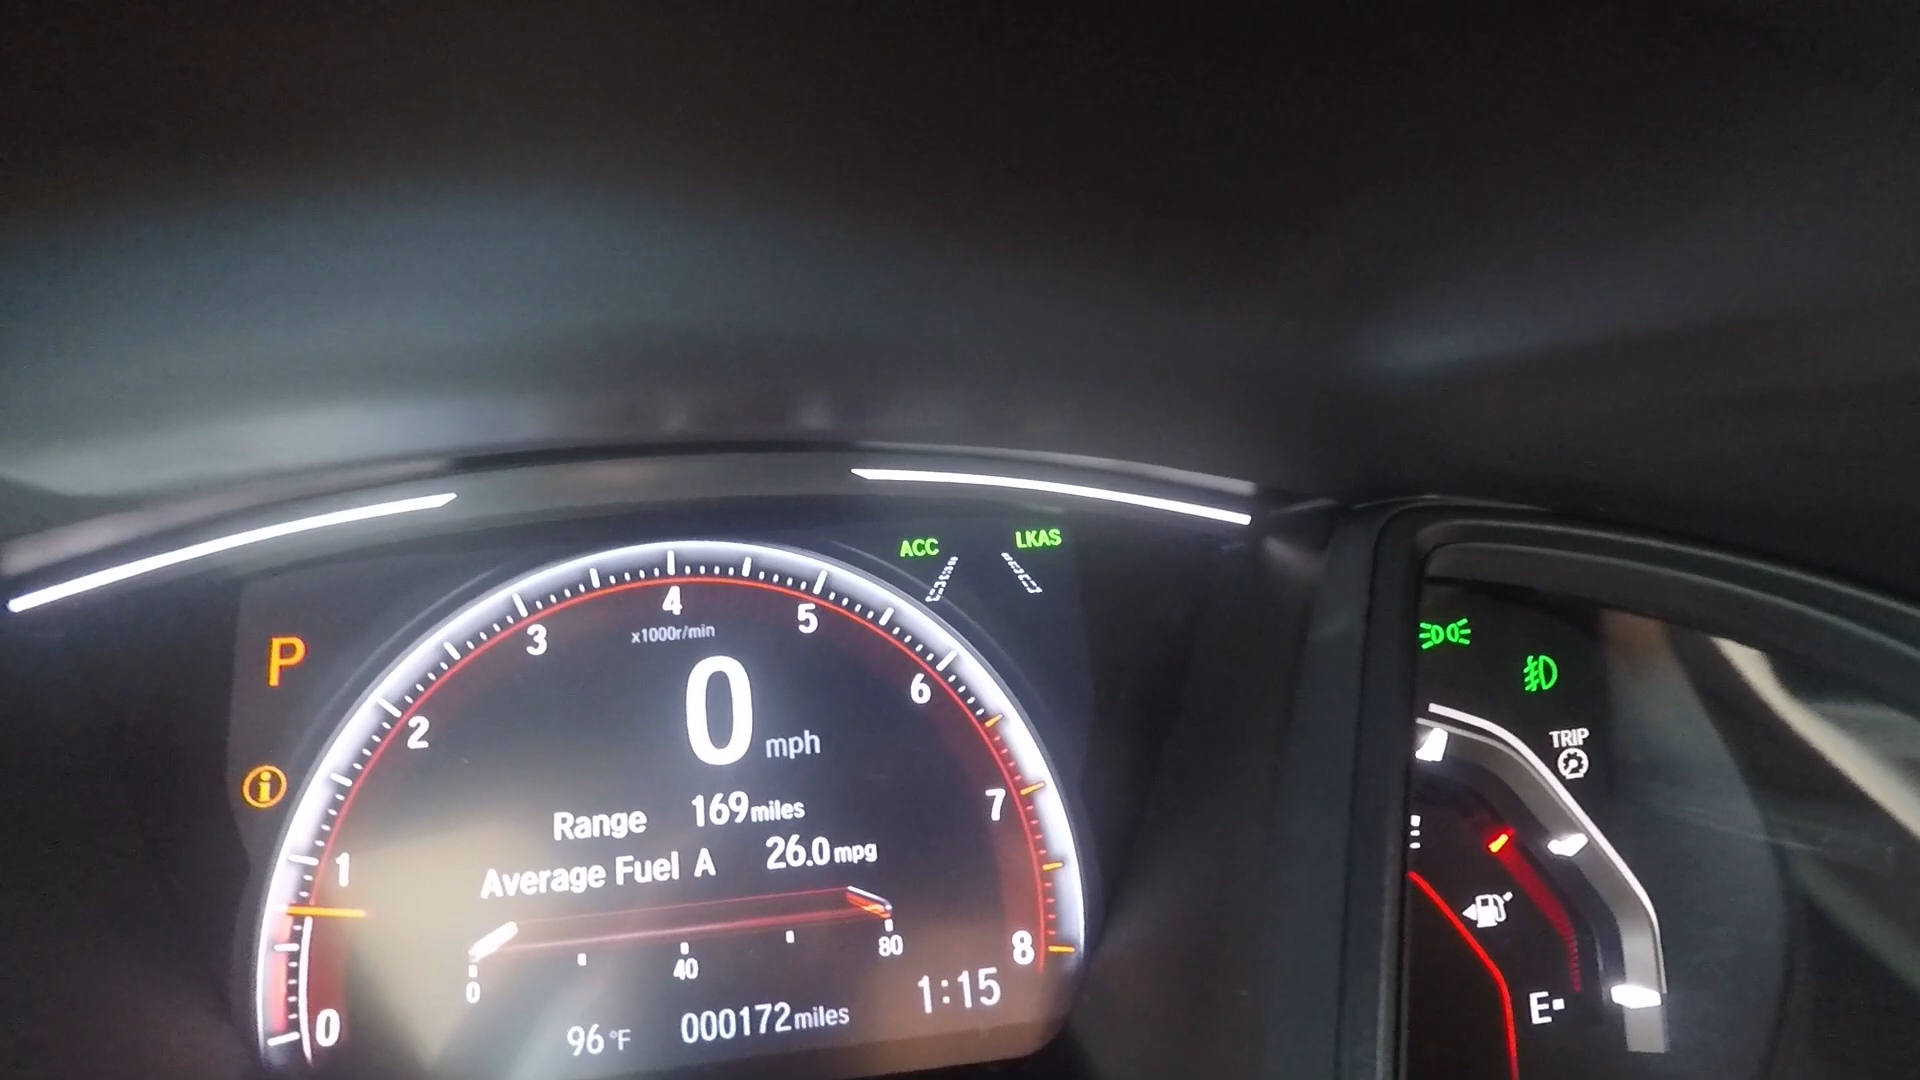 ACC LKAS
P
4
3 5
x1000r/min
2 6
0 mph
TRIP
Range 169 miles
7
Average Fuel A 26.0 mpg
1
0 40 80
8
0
E
96°F 000172 miles 1:15